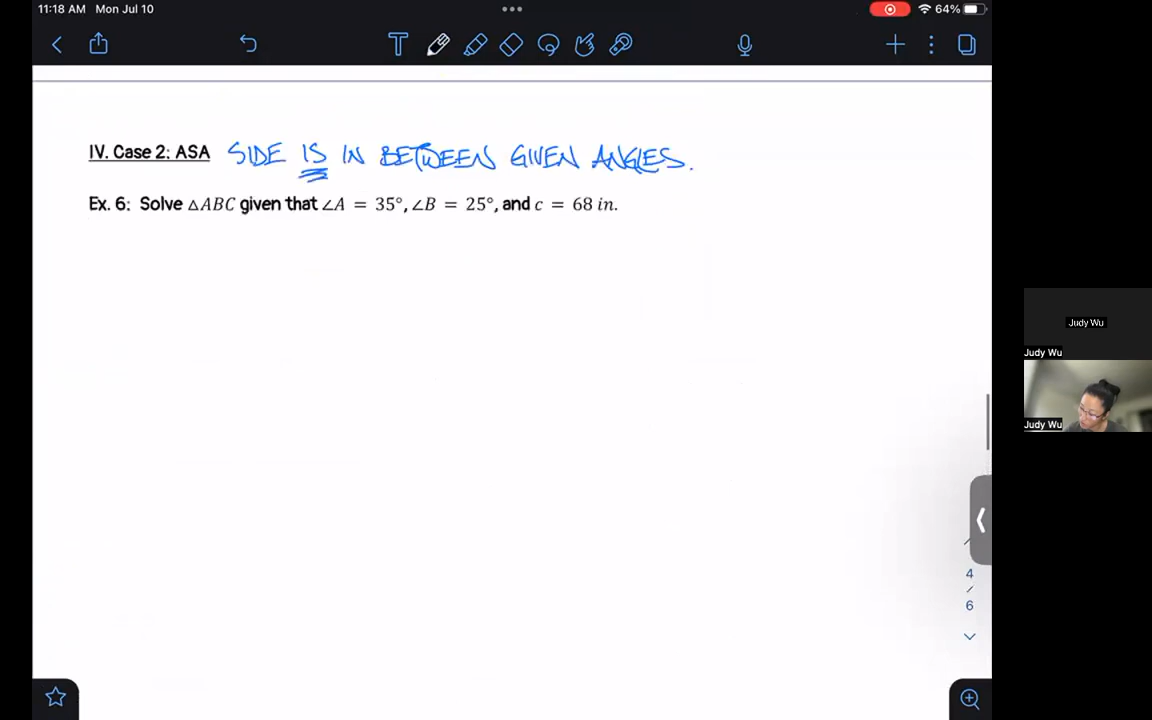 11:18 AM Mon Jul 10
64%
T
IV. Case 2: ASA SIDE IS IN BETWEEN GIVEN ANGLES.
Ex. 6: Solve △ABC given that ∠A = 35°, ∠B = 25°, and c = 68 in.
Judy Wu
Judy Wu
Judy Wu
4
6